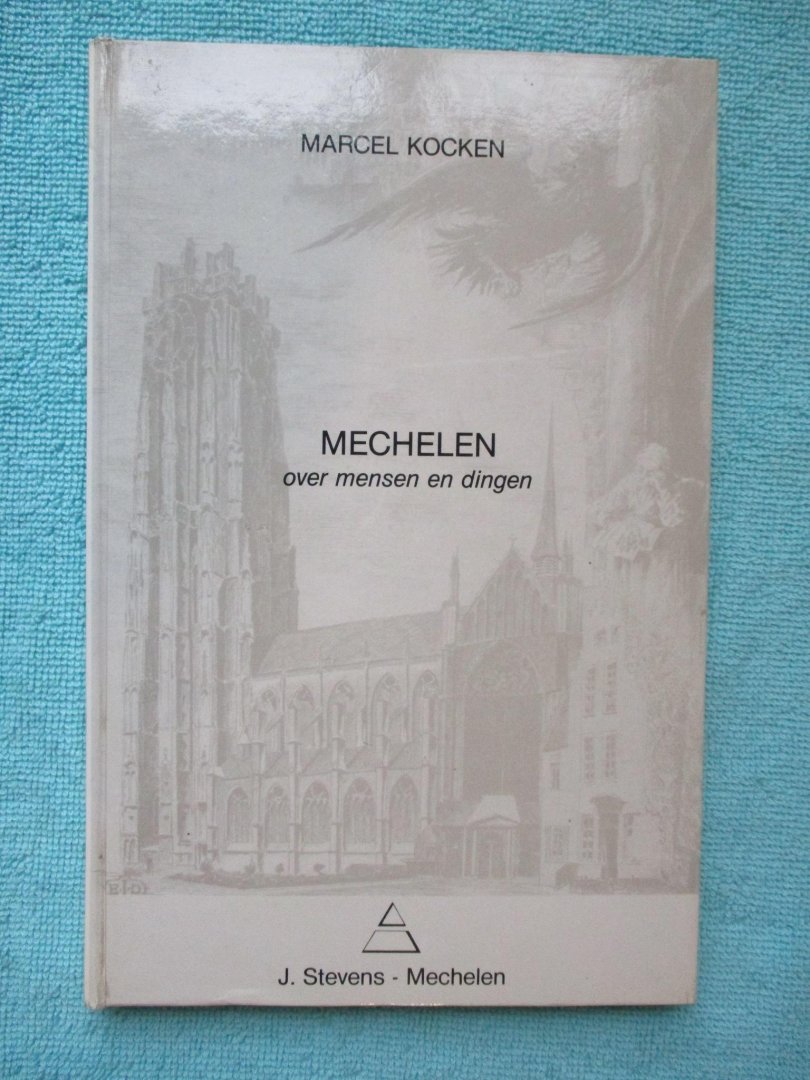 MARCEL KOCKEN
MECHELEN
over mensen en dingen
J. Stevens - Mechelen